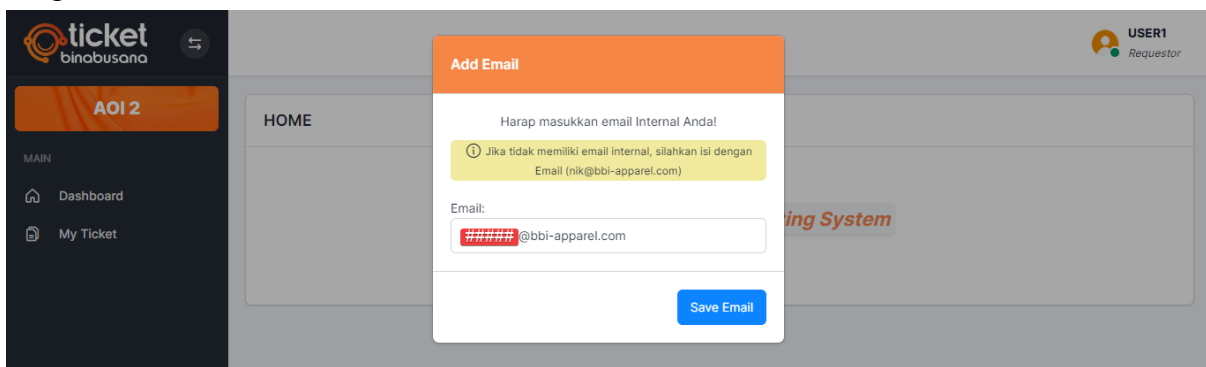 ticket
binabusana
USER1
Requestor
Add Email
AOI 2
HOME
Harap masukkan email Internal Anda!
Jika tidak memiliki email internal, silahkan isi dengan
Email (nik@bbi-apparel.com)
MAIN
Dashboard
My Ticket
Email:
#####@bbi-apparel.com
ing System
Save Email